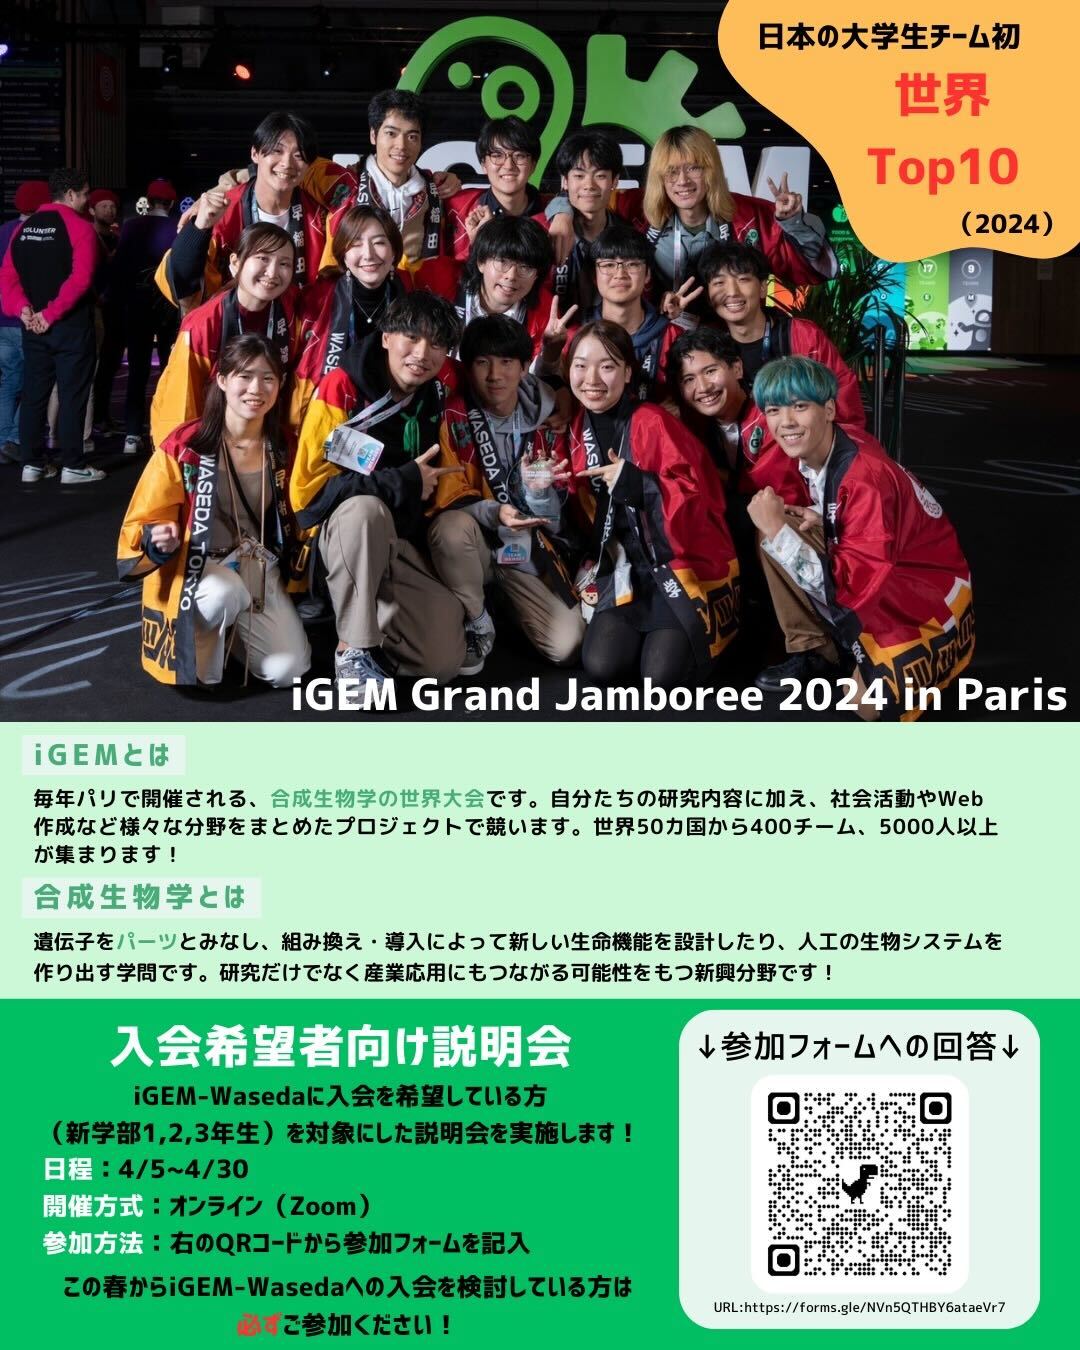 日本の大学生チーム初
世界
Top10
（2024）
VOLUNTEER
早稲田
WASEDA TOKYO
17
9
TEAMS
iGEM Grand Jamboree 2024 in Paris
iGEMとは
毎年パリで開催される、合成生物学の世界大会です。自分たちの研究内容に加え、社会活動やWeb
作成など様々な分野をまとめたプロジェクトで競います。世界50カ国から400チーム、5000人以上
が集まります！
合成生物学とは
遺伝子をパーツとみなし、組み換え・導入によって新しい生命機能を設計したり、人工の生物システムを
作り出す学問です。研究だけでなく産業応用にもつながる可能性をもつ新興分野です！
入会希望者向け説明会
iGEM-Wasedaに入会を希望している方
（新学部1,2,3年生）を対象にした説明会を実施します！
日程：4/5~4/30
開催方式：オンライン（Zoom）
参加方法：右のQRコードから参加フォームを記入
この春からiGEM-Wasedaへの入会を検討している方は
必ずご参加ください！
↓参加フォームへの回答↓
URL:https://forms.gle/NVn5QTHBY6ataeVr7